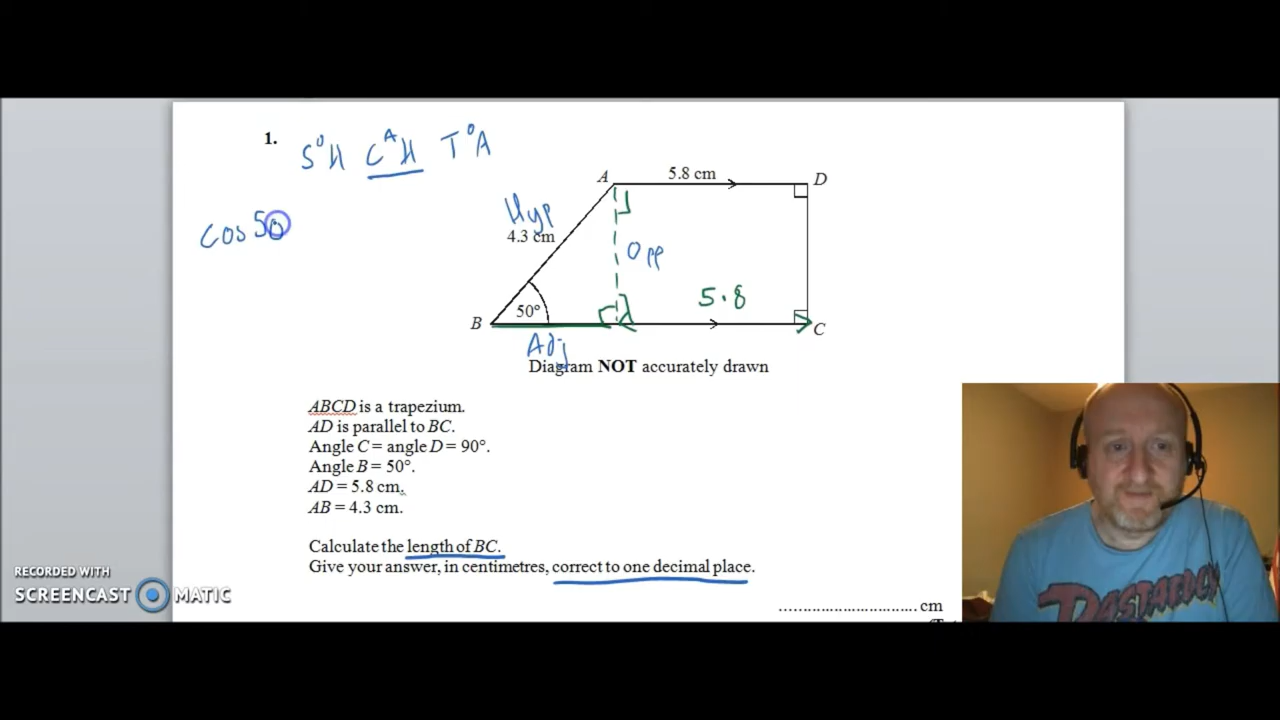 1.
SOH CAH TOA
cos 50
A
5.8 cm
D
Hyp
4.3 cm
Opp
50°
5.8
B
C
Adj
Diagram NOT accurately drawn
ABCD is a trapezium.
AD is parallel to BC.
Angle C = angle D = 90°.
Angle B = 50°.
AD = 5.8 cm.
AB = 4.3 cm.
Calculate the length of BC.
Give your answer, in centimetres, correct to one decimal place.
.............................. cm
RECORDED WITH
SCREENCAST MATIC